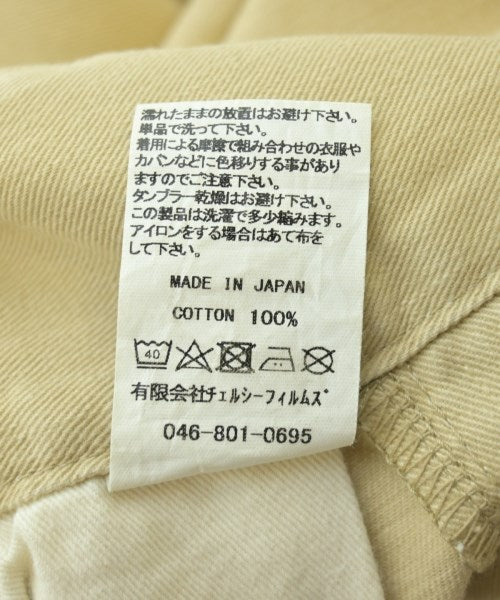 濡れたままの放置はお避け下さい。
単品で洗って下さい。
着用による摩擦で組み合わせの衣服や
カバンなどに色移りする事があり
ますのでご注意下さい。
タンブラー乾燥はお避け下さい。
この製品は洗濯で多少縮みます。
アイロンをする場合はあて布を
して下さい。
MADE IN JAPAN
COTTON 100%
40
有限会社ﾁｪﾙｼｰﾌｨﾙﾑｽﾞ
046-801-0695